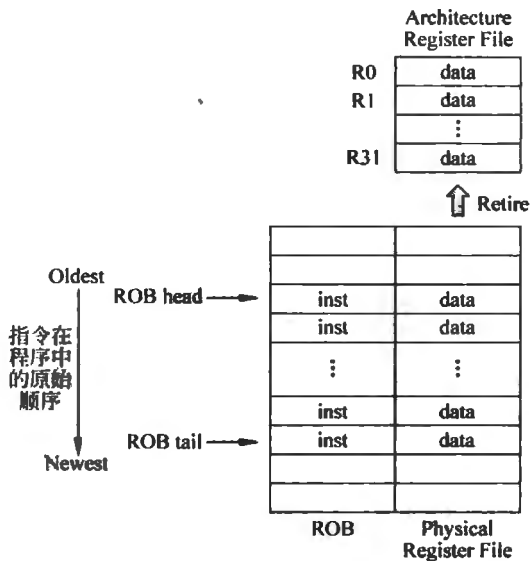 Architecture
Register File
R0 data
R1 data
⋮
R31 data
Retire
Oldest
ROB head inst data
inst data
指令在
程序中
的原始
顺序
⋮ ⋮
inst data
ROB tail inst data
Newest
ROB Physical
Register File